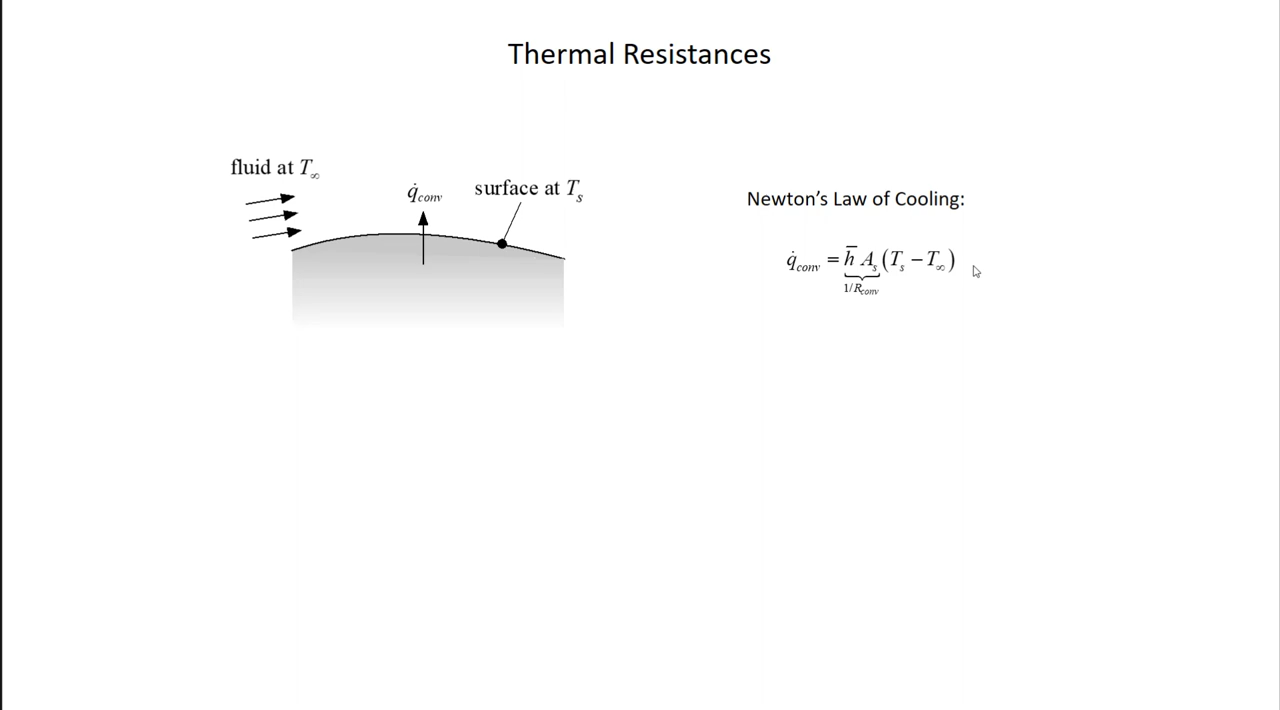 Thermal Resistances
fluid at T∞
q̇conv
surface at Ts
Newton's Law of Cooling:
q̇conv = h̄ As (Ts − T∞)
1/Rconv